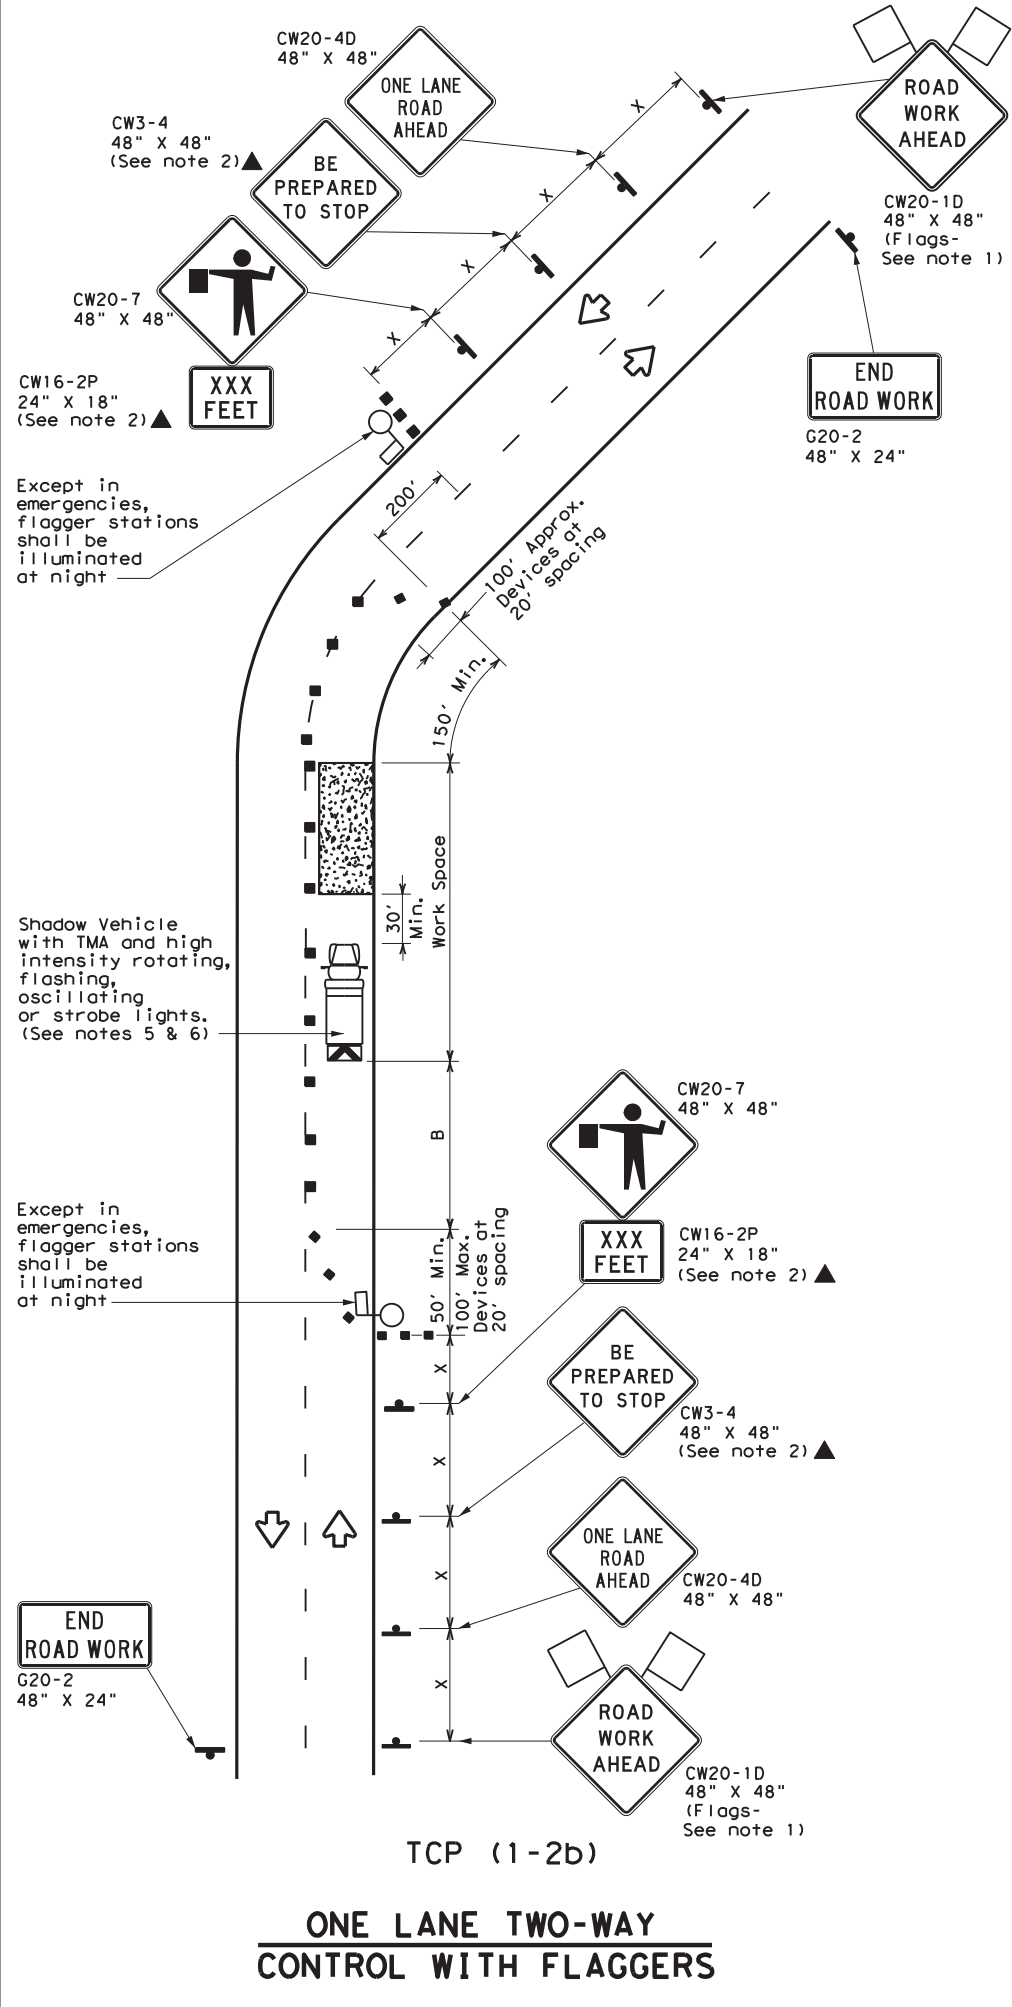 CW20-4D
48" X 48"
ONE LANE
ROAD
AHEAD
ROAD
WORK
AHEAD
CW20-1D
48" X 48"
(Flags-
See note 1)
CW3-4
48" X 48"
(See note 2)
BE
PREPARED
TO STOP
X
X
X
X
CW20-7
48" X 48"
CW16-2P
24" X 18"
(See note 2)
XXX
FEET
END
ROAD WORK
G20-2
48" X 24"
Except in
emergencies,
flagger stations
shall be
illuminated
at night
200'
100' Approx.
Devices at
20' spacing
150' Min.
Work Space
30'
Min.
Shadow Vehicle
with TMA and high
intensity rotating,
flashing,
oscillating
or strobe lights.
(See notes 5 & 6)
B
CW20-7
48" X 48"
Except in
emergencies,
flagger stations
shall be
illuminated
at night
50' Min.
100' Max.
Devices at
20' spacing
XXX
FEET
CW16-2P
24" X 18"
(See note 2)
X
BE
PREPARED
TO STOP
CW3-4
48" X 48"
(See note 2)
X
ONE LANE
ROAD
AHEAD
CW20-4D
48" X 48"
X
END
ROAD WORK
G20-2
48" X 24"
X
ROAD
WORK
AHEAD
CW20-1D
48" X 48"
(Flags-
See note 1)
TCP (1-2b)
ONE LANE TWO-WAY
CONTROL WITH FLAGGERS